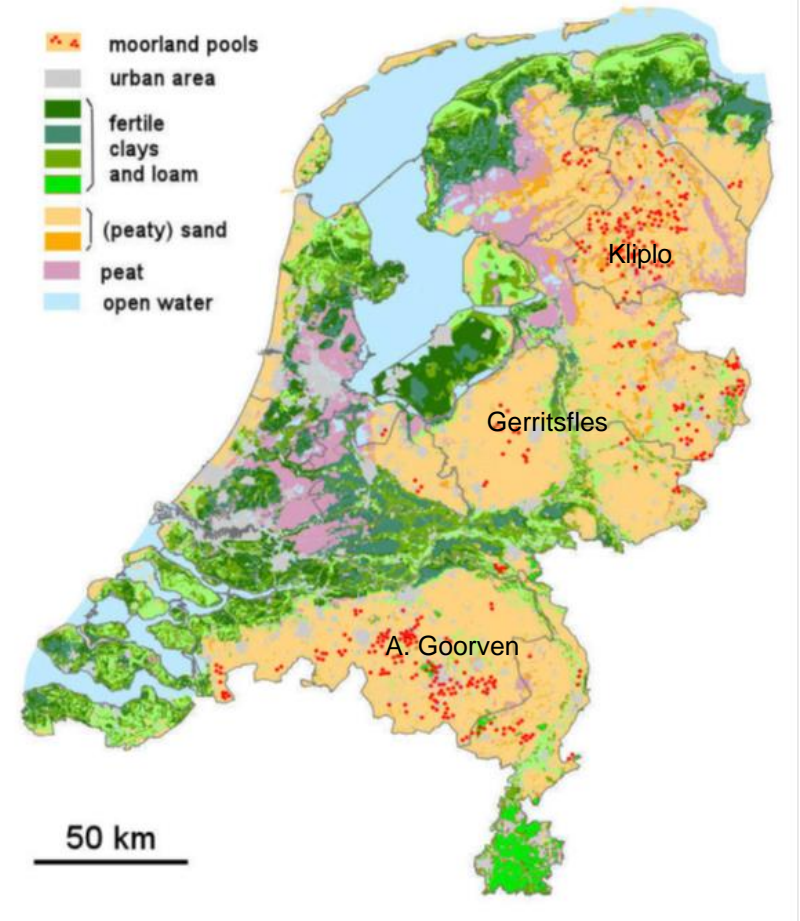 moorland pools
urban area
fertile
clays
and loam
(peaty) sand
peat
open water
Kliplo
Gerritsfles
A. Goorven
50 km